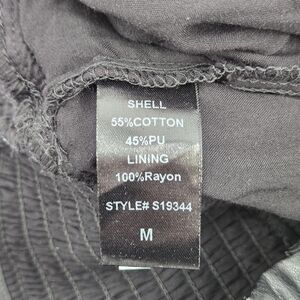 SHELL
55%COTTON
45%PU
LINING
100%Rayon
STYLE# S19344
M